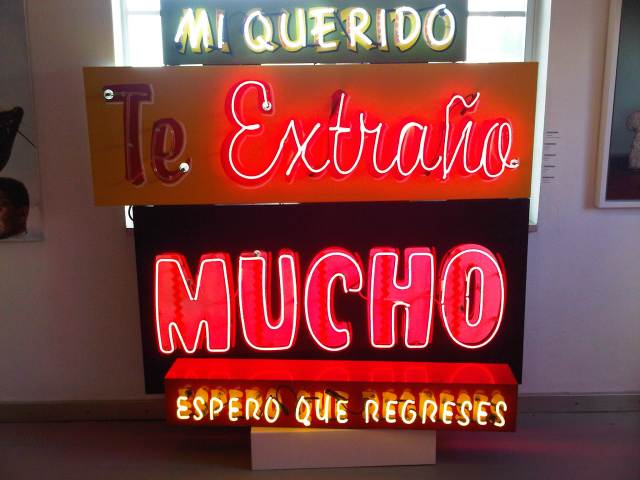 MI QUERIDO
Te Extraño
MUCHO
ESPERO QUE REGRESES